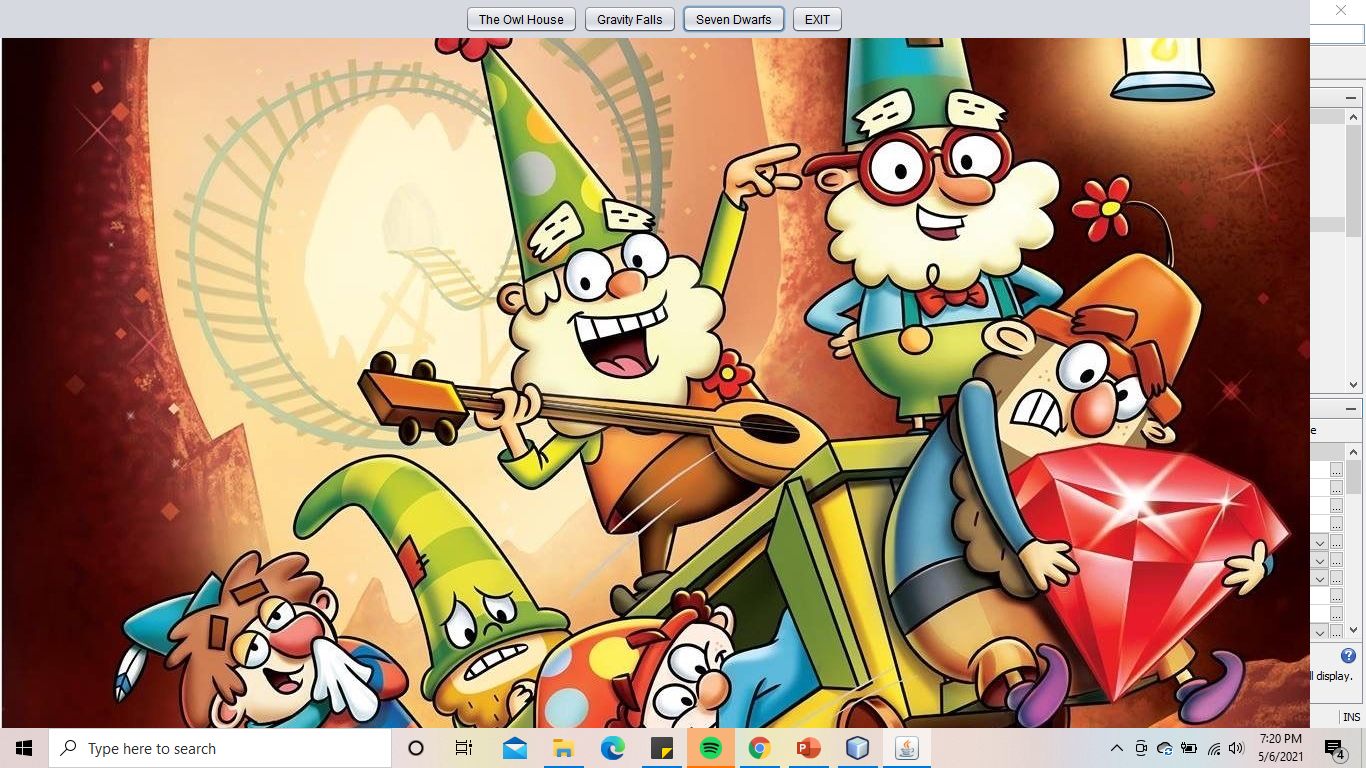 The Owl House
Gravity Falls
Seven Dwarfs
EXIT
e
...
...
...
...
...
...
...
...
...
...
l display.
INS
Type here to search
7:20 PM
5/6/2021
4